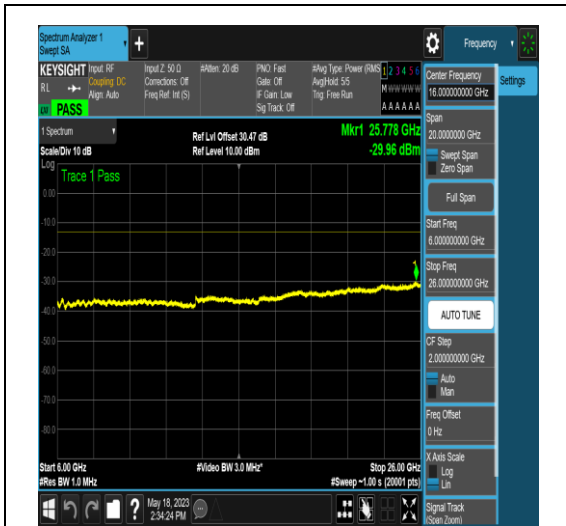 Spectrum Analyzer 1
Swept SA
+
Frequency
KEYSIGHT
Input: RF
Coupling: DC
Align: Auto
Input Z: 50 Ω
Corrections: Off
Freq Ref: Int (S)
#Atten: 20 dB
PNO: Fast
Gate: Off
IF Gain: Low
Sig Track: Off
#Avg Type: Power (RMS
Avg|Hold: 5/5
Trig: Free Run
1 2 3 4 5 6
M W W W W W
A A A A A A
RL
PASS
1 Spectrum
Scale/Div 10 dB
Ref Lvl Offset 30.47 dB
Ref Level 10.00 dBm
Mkr1 25.778 GHz
-29.96 dBm
Log
Trace 1 Pass
0.00
-10.0
-20.0
-30.0
-40.0
-50.0
-60.0
-70.0
-80.0
1
Start 6.00 GHz
#Res BW 1.0 MHz
#Video BW 3.0 MHz*
Stop 26.00 GHz
#Sweep ~1.00 s (20001 pts)
Center Frequency
16.000000000 GHz
Settings
Span
20.0000000 GHz
Swept Span
Zero Span
Full Span
Start Freq
6.000000000 GHz
Stop Freq
26.000000000 GHz
AUTO TUNE
CF Step
2.000000000 GHz
Auto
Man
Freq Offset
0 Hz
X Axis Scale
Log
Lin
Signal Track
(Span Zoom)
?
May 18, 2023
2:34:24 PM